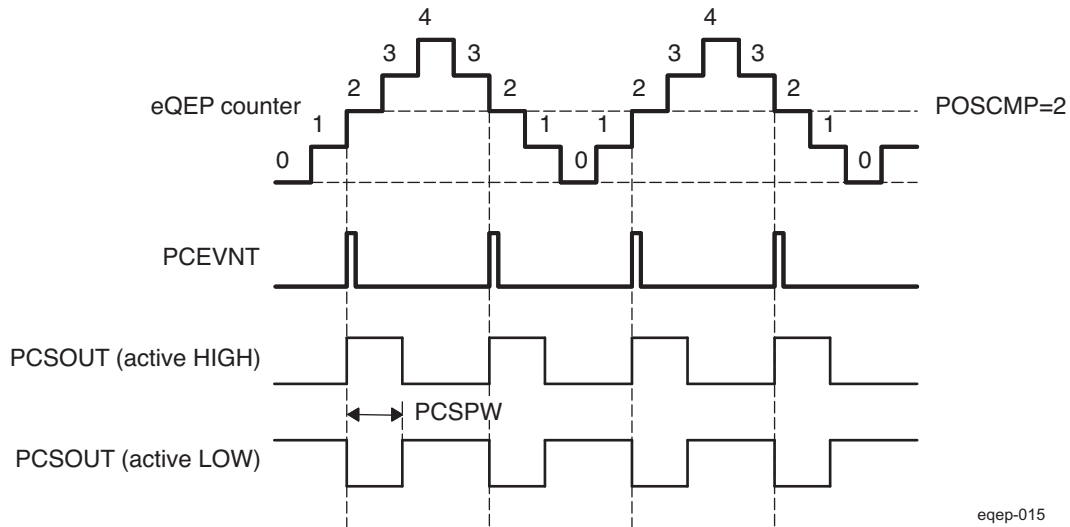 4
4
3
3
3
3
2
2
2
2
eQEP counter
POSCMP=2
1
1
1
1
0
0
0
PCEVNT
PCSOUT (active HIGH)
PCSPW
PCSOUT (active LOW)
eqep-015